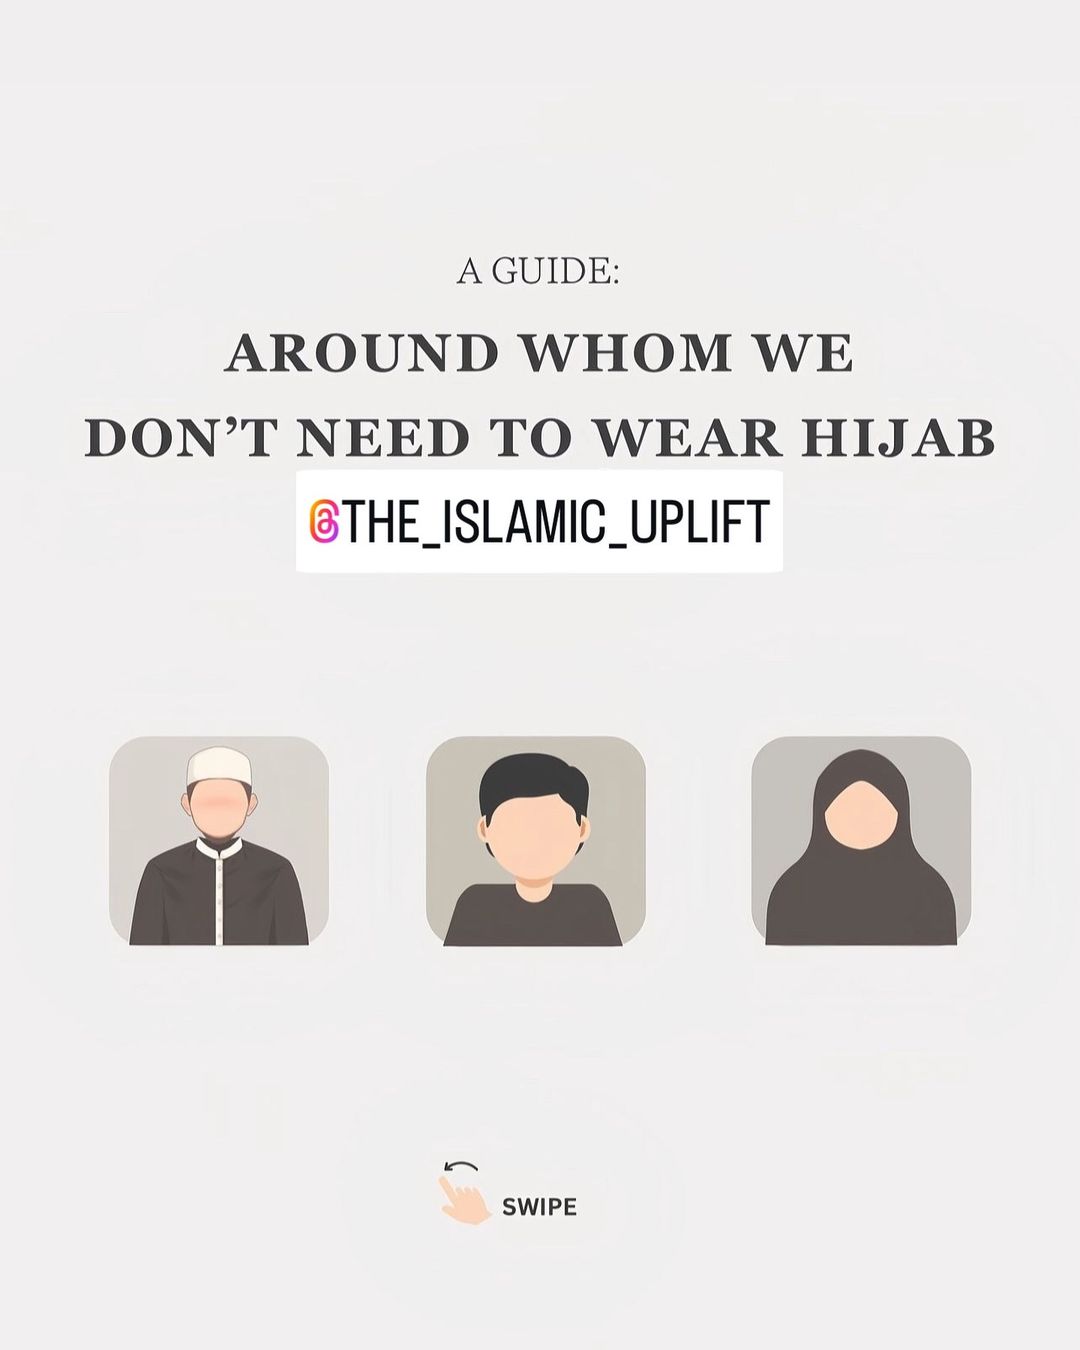 A GUIDE:
AROUND WHOM WE
DON’T NEED TO WEAR HIJAB
@THE_ISLAMIC_UPLIFT
SWIPE